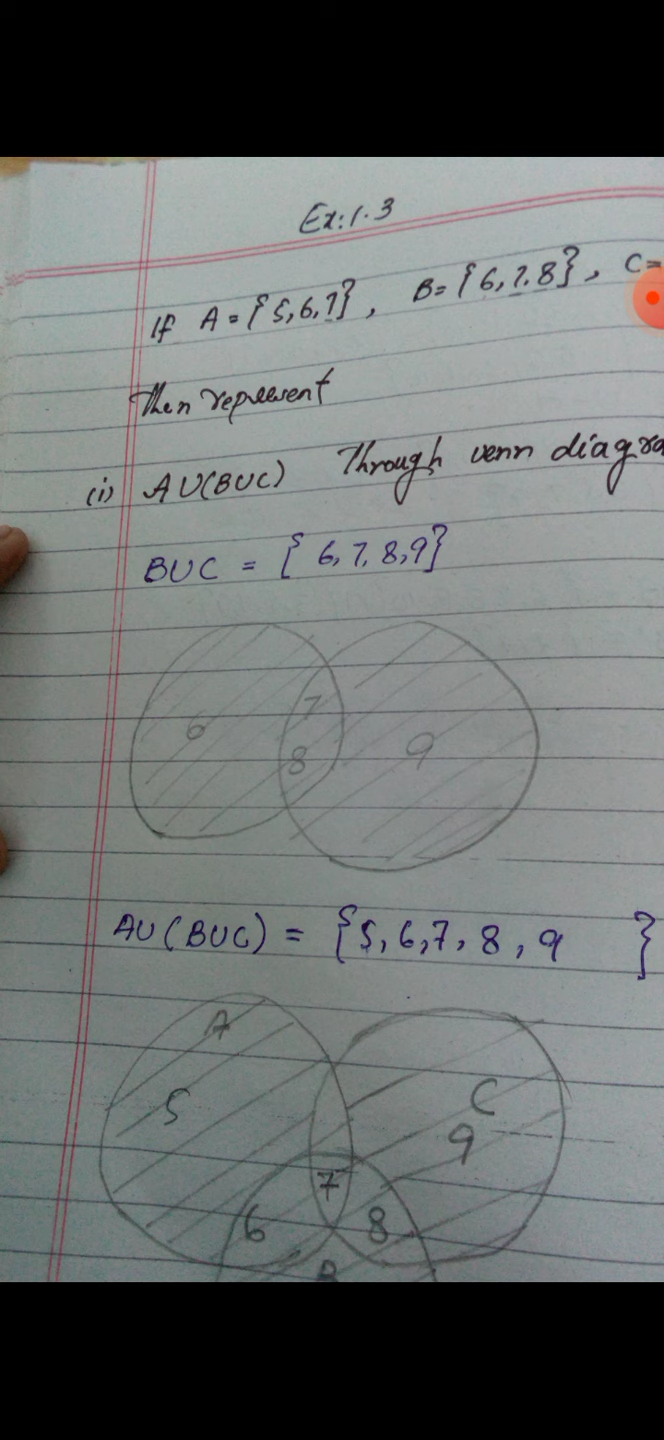 Ex: 1.3
If A = {5,6,7}, B = {6,7,8}, C =
Then represent
(i) AU(BUC) Through venn diagra
BUC = { 6, 7, 8, 9}
6 7 8 9
AU(BUC) = {5, 6, 7, 8, 9 }
A
5 C
9
7
6 8
B